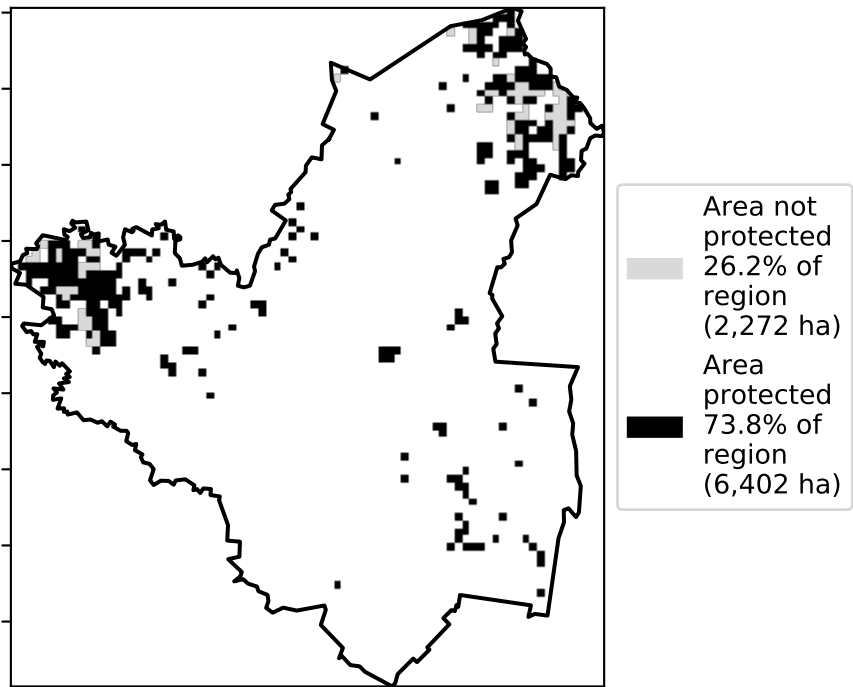 Area not
protected
26.2% of
region
(2,272 ha)
Area
protected
73.8% of
region
(6,402 ha)